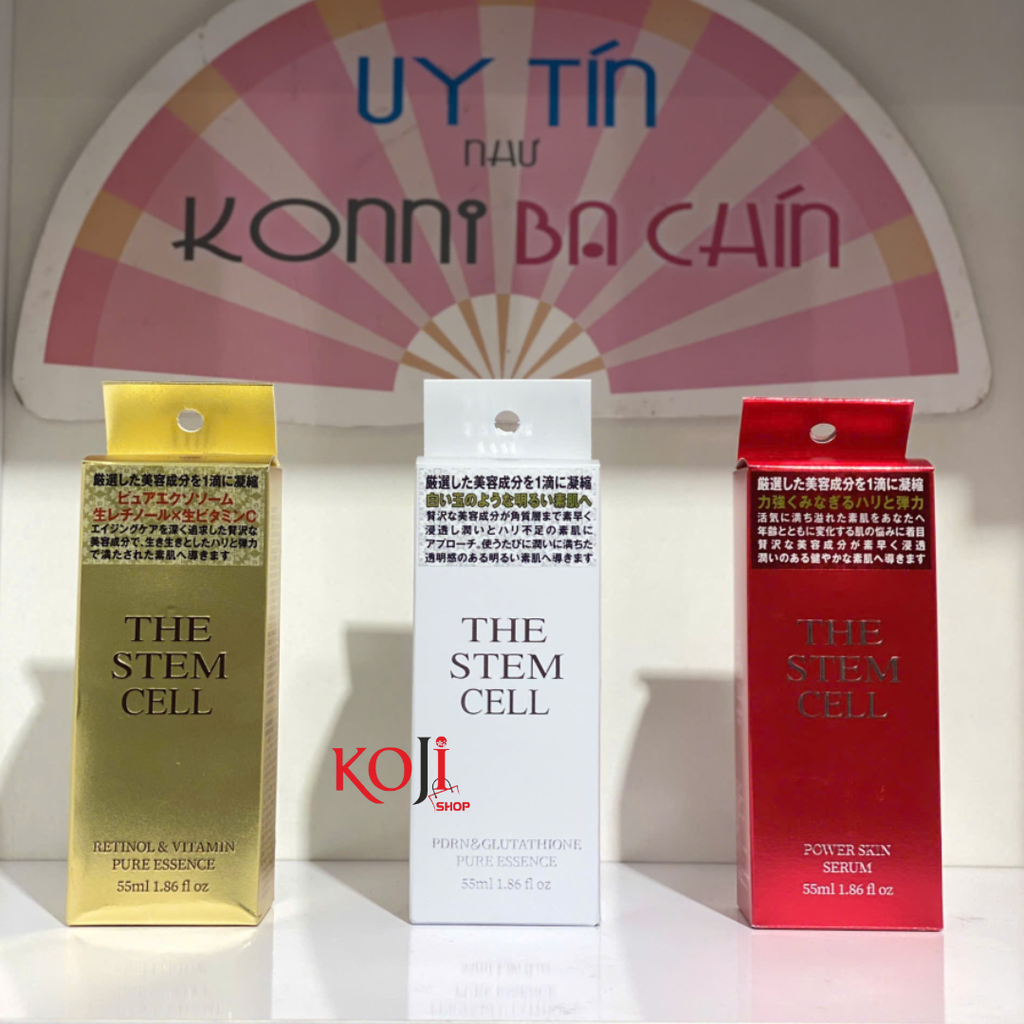 UY TÍN
NHƯ
KONNI BA CHÍN
厳選した美容成分を1滴に凝縮
ピュアエクソソーム
生レチノール×生ビタミンC
エイジングケアを深く追求した贅沢な
美容成分で、生き生きとしたハリと弾力
で満たされた素肌へ導きます
THE
STEM
CELL
RETINOL & VITAMIN
PURE ESSENCE
55ml 1.86 fl oz
厳選した美容成分を1滴に凝縮
白い玉のような明るい素肌へ
贅沢な美容成分が角質層まで素早く
浸透し潤いとハリ不足の素肌に
アプローチ。使うたびに潤いに満ちた
透明感のある明るい素肌へ導きます
THE
STEM
CELL
KOJI
SHOP
PDRN&GLUTATHIONE
PURE ESSENCE
55ml 1.86 fl oz
厳選した美容成分を1滴に凝縮
力強くみなぎるハリと弾力
活気に満ち溢れた素肌をあなたへ
年齢とともに変化する肌の悩みに着目
贅沢な美容成分が素早く浸透
潤いのある健やかな素肌へ導きます
THE
STEM
CELL
POWER SKIN
SERUM
55ml 1.86 fl oz